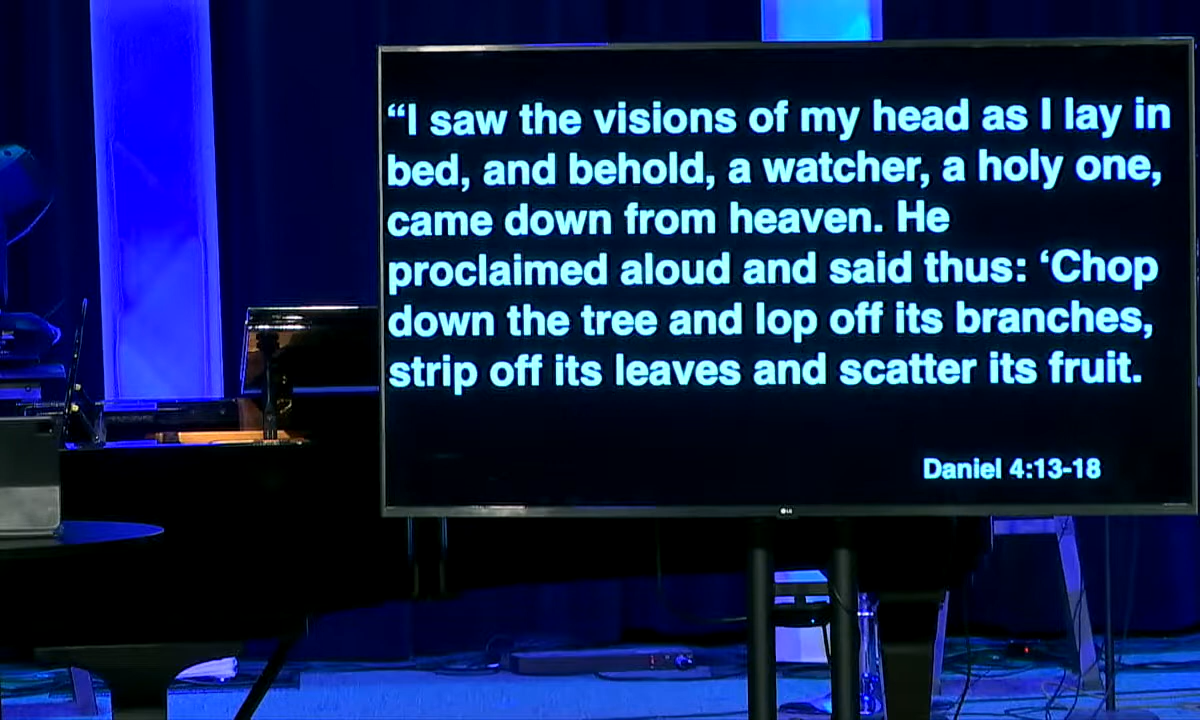 “I saw the visions of my head as I lay in
bed, and behold, a watcher, a holy one,
came down from heaven. He
proclaimed aloud and said thus: ‘Chop
down the tree and lop off its branches,
strip off its leaves and scatter its fruit.
Daniel 4:13-18
LG